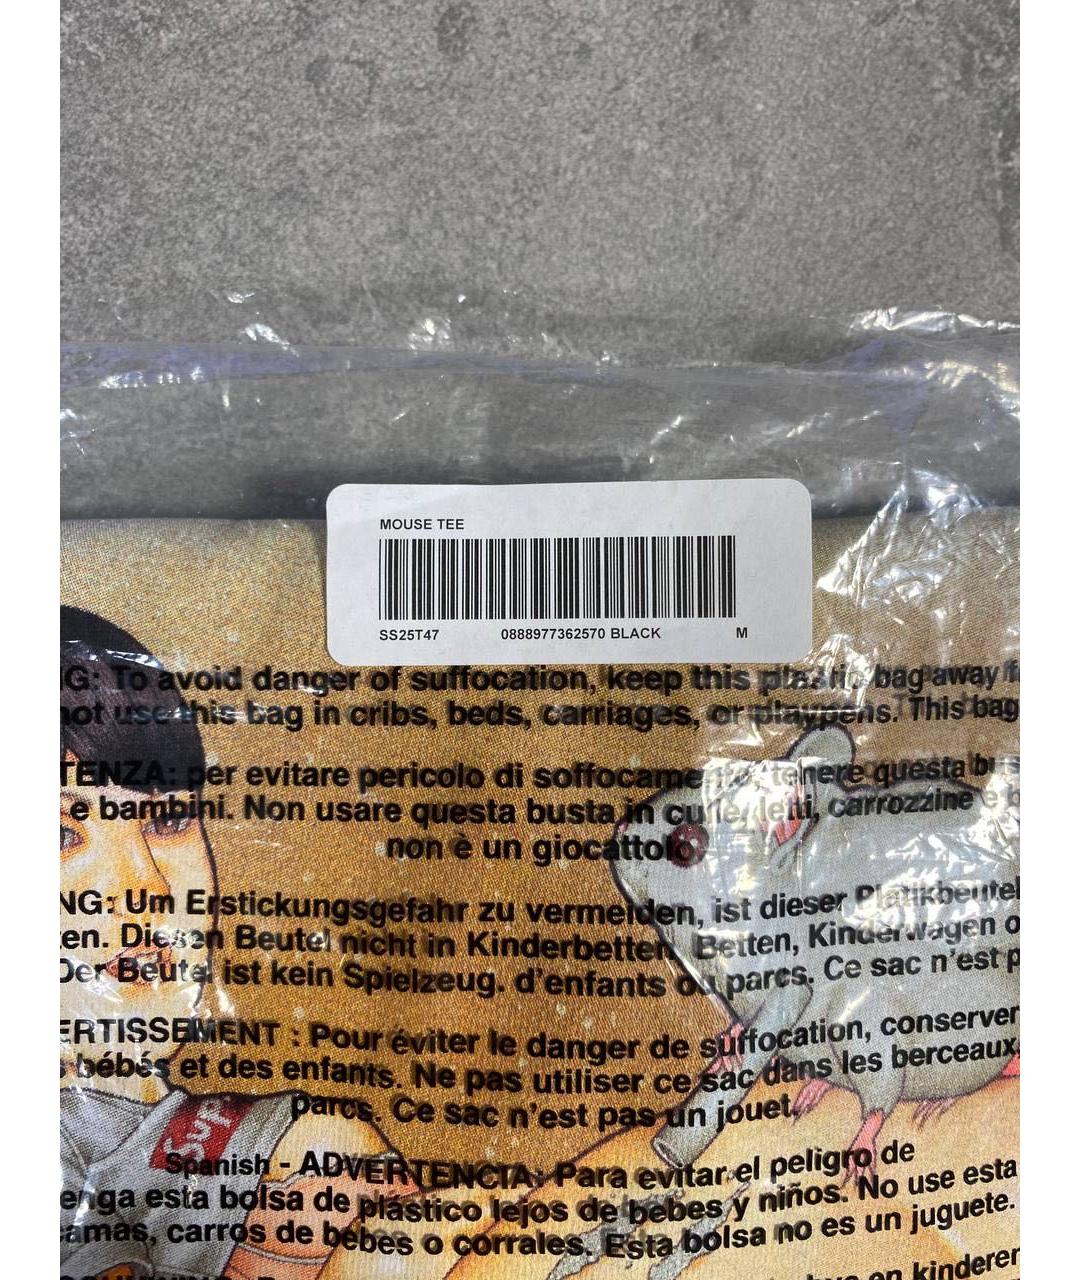 MOUSE TEE
SS25T47 0888977362570 BLACK M
G: To avoid danger of suffocation, keep this plastic bag away
not use this bag in cribs, beds, carriages, or playpens. This bag
TENZA: per evitare pericolo di soffocamento, tenere questa
e bambini. Non usare questa busta in culle, letti, carrozzine e
non è un giocattolo
NG: Um Erstickungsgefahr zu vermeiden, ist dieser Platikbeutel
ten. Diesen Beutel nicht in Kinderbetten, Betten, Kinderwagen o
Der Beutel ist kein Spielzeug. d'enfants ou parcs. Ce sac n'est p
ERTISSEMENT : Pour éviter le danger de suffocation, conserver
bébés et des enfants. Ne pas utiliser ce sac dans les berceaux,
parcs. Ce sac n'est pas un jouet.
Sup
Spanish - ADVERTENCIA: Para evitar el peligro de
enga esta bolsa de plástico lejos de bebes y niños. No use esta
camas, carros de bebes o corrales. Esta bolsa no es un juguete.
en kinderer